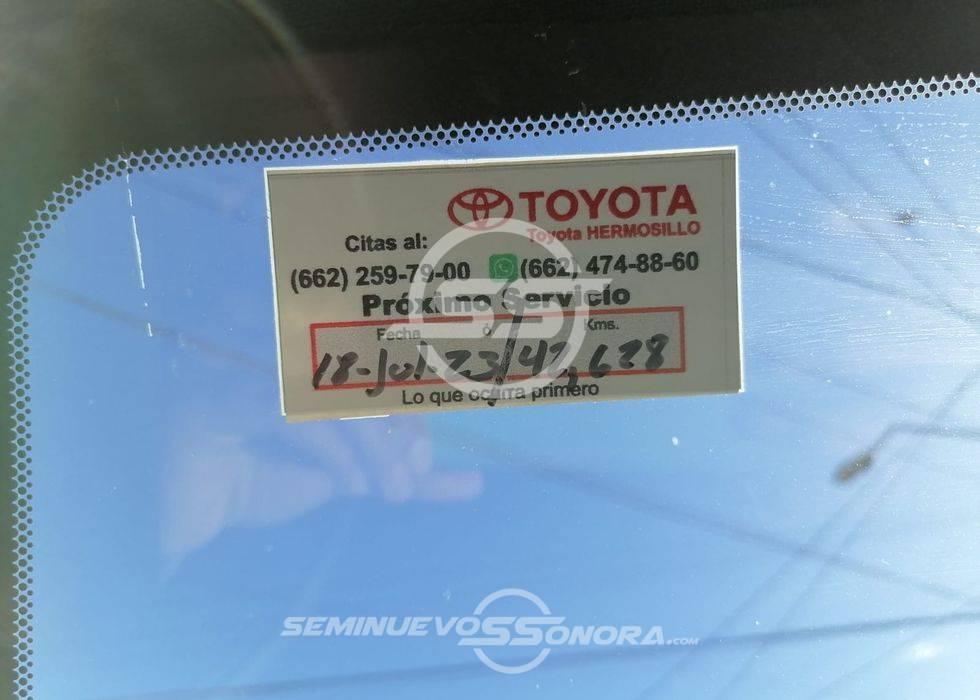 TOYOTA
Toyota HERMOSILLO
Citas al:
(662) 259-79-00 (662) 474-88-60
Próximo Servicio
Fecha ó Kms.
18-Jul-23/42,628
Lo que ocurra primero
SS
SEMINUEVOSSONORA.COM